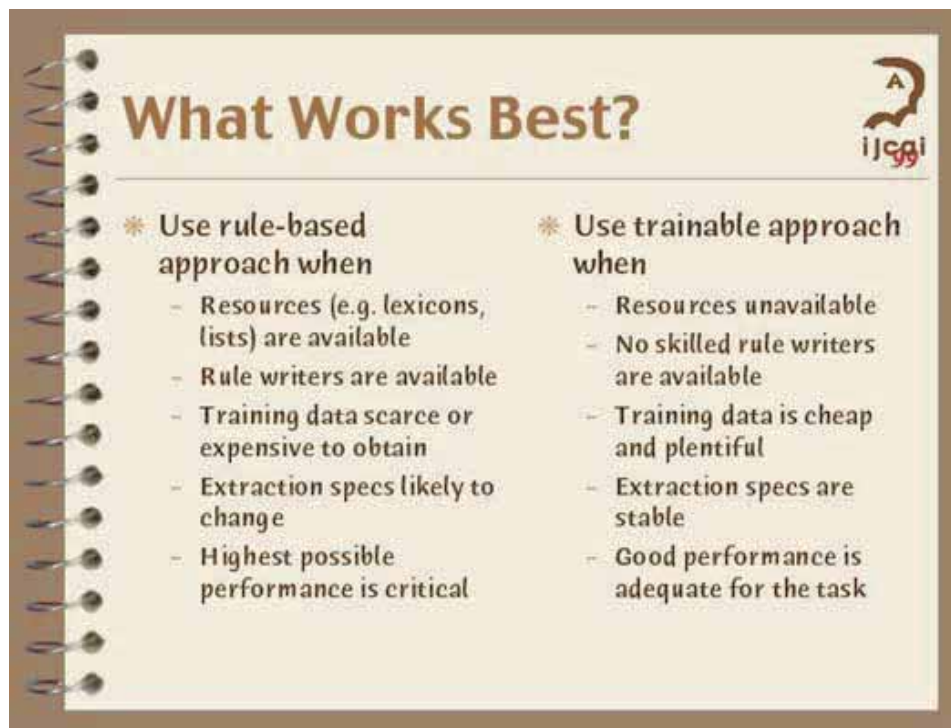 What Works Best?
A
ijcai
99
Use rule-based
approach when
– Resources (e.g. lexicons,
lists) are available
– Rule writers are available
– Training data scarce or
expensive to obtain
– Extraction specs likely to
change
– Highest possible
performance is critical
Use trainable approach
when
– Resources unavailable
– No skilled rule writers
are available
– Training data is cheap
and plentiful
– Extraction specs are
stable
– Good performance is
adequate for the task